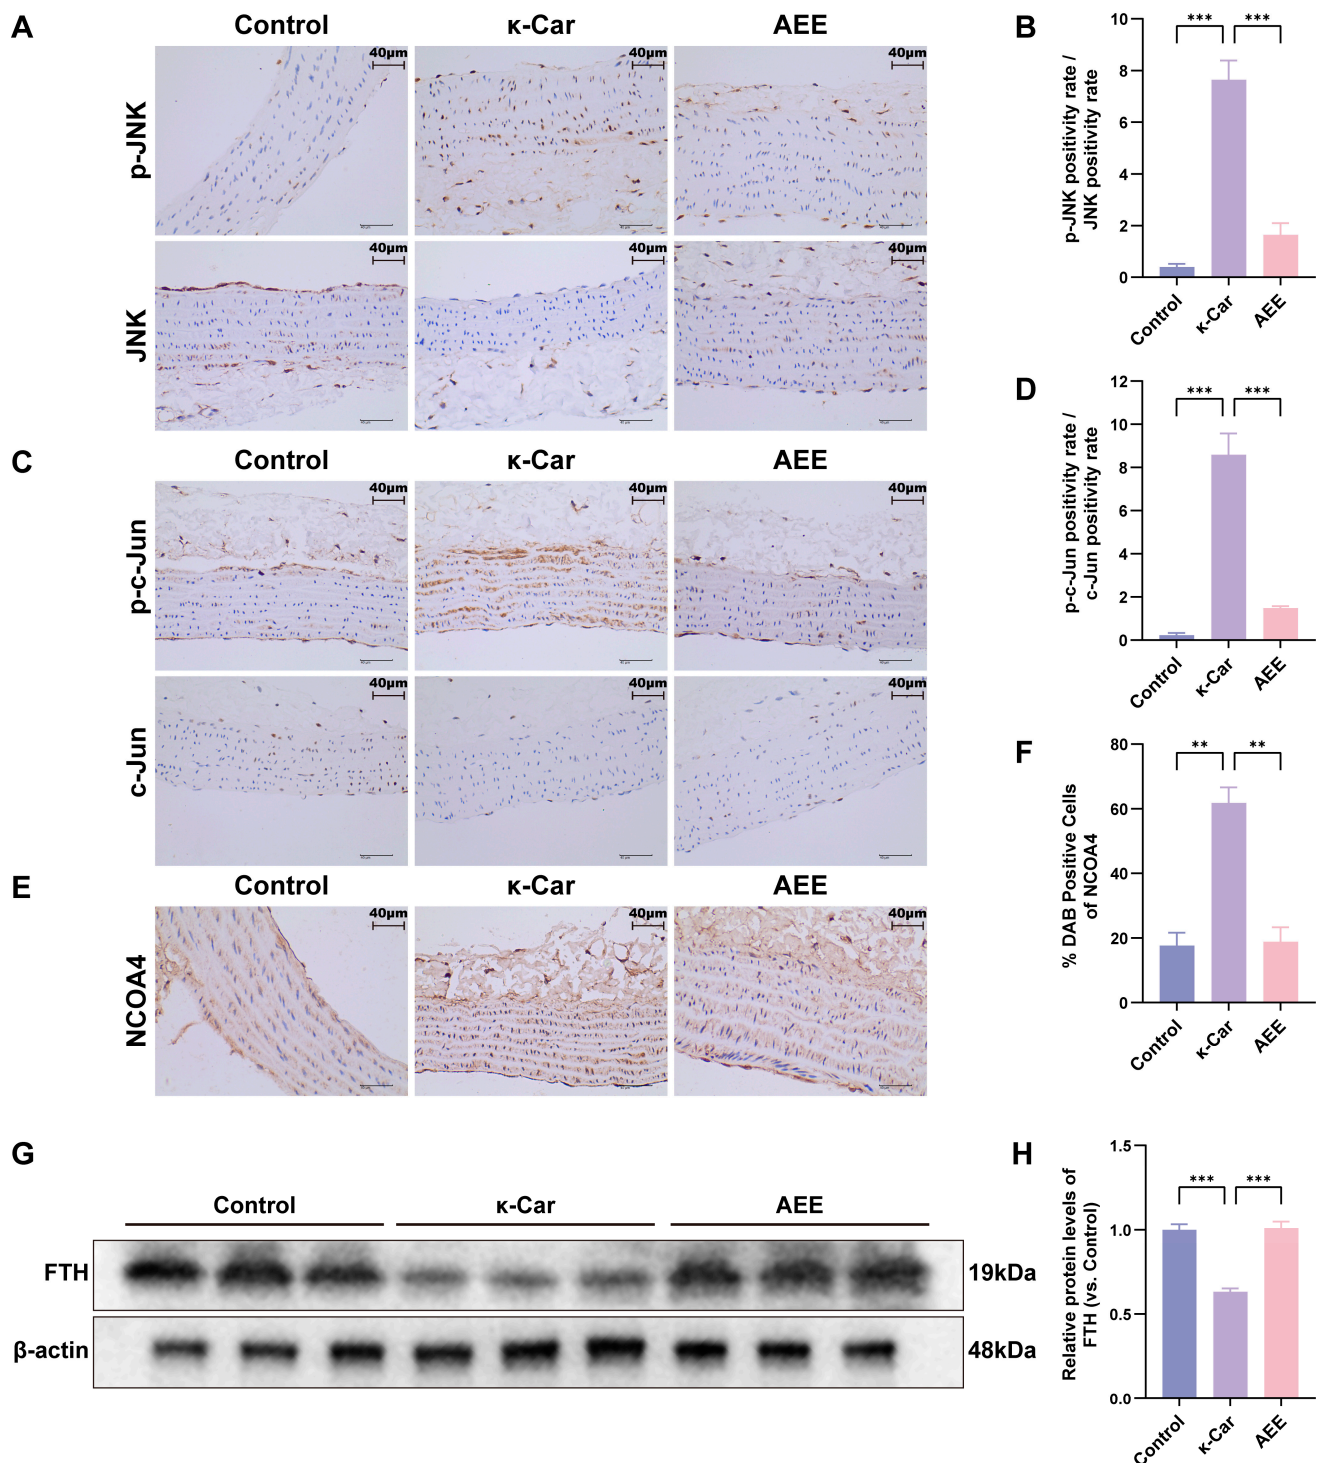 A
Control
κ-Car
AEE
p-JNK
40μm
40μm
40μm
JNK
40μm
40μm
40μm
B
p-JNK positivity rate /
JNK positivity rate
10
8
6
4
2
0
***
***
Control
κ-Car
AEE
C
Control
κ-Car
AEE
p-c-Jun
40μm
40μm
40μm
c-Jun
40μm
40μm
40μm
D
p-c-Jun positivity rate /
c-Jun positivity rate
12
10
8
6
4
2
0
***
***
Control
κ-Car
AEE
E
Control
κ-Car
AEE
NCOA4
40μm
40μm
40μm
F
% DAB Positive Cells
of NCOA4
80
60
40
20
0
**
**
Control
κ-Car
AEE
G
Control
κ-Car
AEE
FTH
19kDa
β-actin
48kDa
H
Relative protein levels of
FTH (vs. Control)
1.5
1.0
0.5
0.0
***
***
Control
κ-Car
AEE